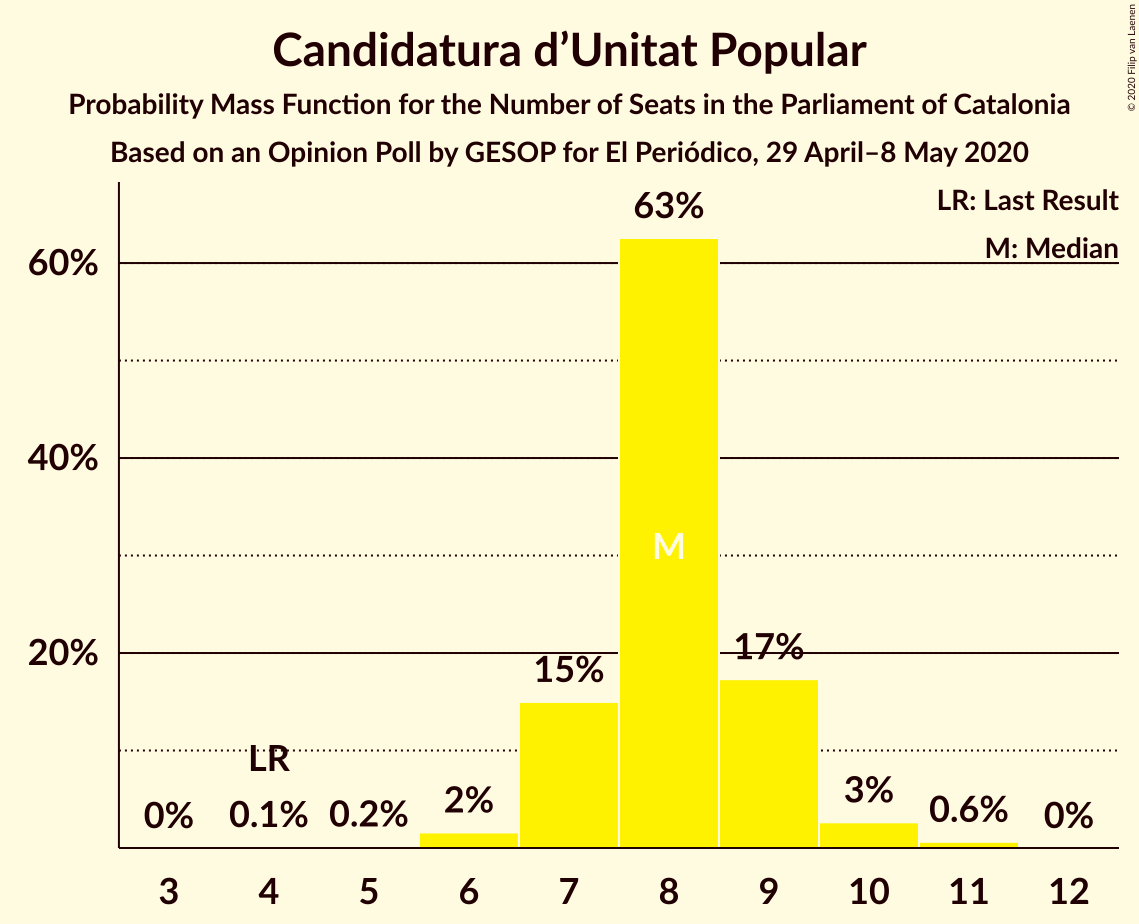 Candidatura d’Unitat Popular
Probability Mass Function for the Number of Seats in the Parliament of Catalonia
Based on an Opinion Poll by GESOP for El Periódico, 29 April–8 May 2020
© 2020 Filip van Laenen
LR: Last Result
M: Median
63%
60%
40%
M
20%
15%
17%
LR
0%
0.1%
0.2%
2%
3%
0.6%
0%
3 4 5 6 7 8 9 10 11 12